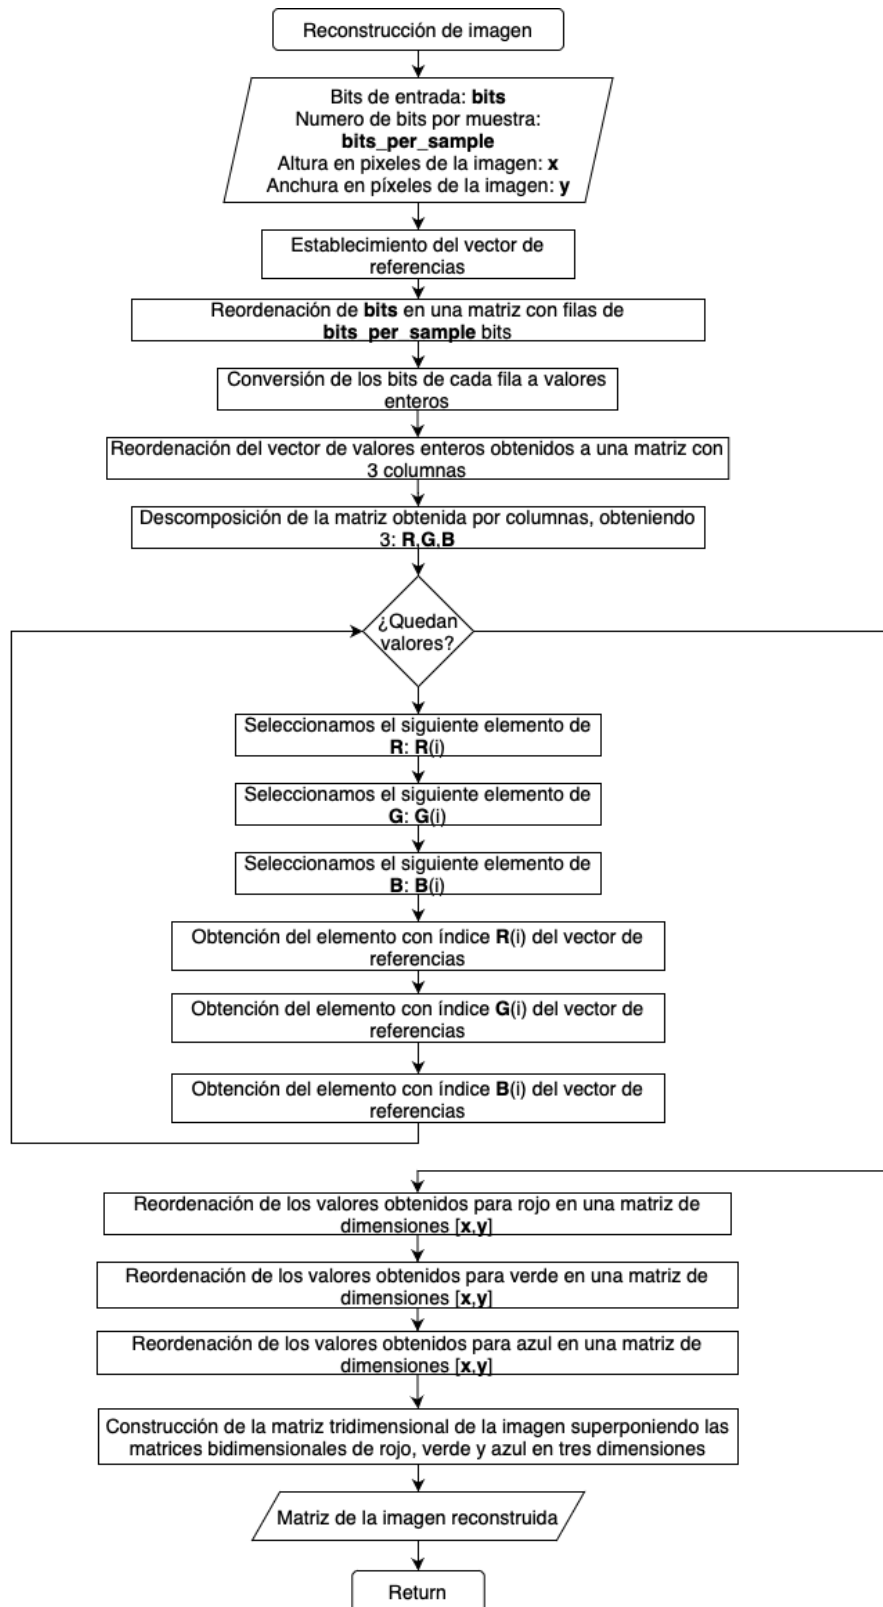 Reconstrucción de imagen
Bits de entrada: bits
Numero de bits por muestra:
bits_per_sample
Altura en pixeles de la imagen: x
Anchura en píxeles de la imagen: y
Establecimiento del vector de
referencias
Reordenación de bits en una matriz con filas de
bits_per_sample bits
Conversión de los bits de cada fila a valores
enteros
Reordenación del vector de valores enteros obtenidos a una matriz con
3 columnas
Descomposición de la matriz obtenida por columnas, obteniendo
3: R,G,B
¿Quedan
valores?
Seleccionamos el siguiente elemento de
R: R(i)
Seleccionamos el siguiente elemento de
G: G(i)
Seleccionamos el siguiente elemento de
B: B(i)
Obtención del elemento con índice R(i) del vector de
referencias
Obtención del elemento con índice G(i) del vector de
referencias
Obtención del elemento con índice B(i) del vector de
referencias
Reordenación de los valores obtenidos para rojo en una matriz de
dimensiones [x,y]
Reordenación de los valores obtenidos para verde en una matriz de
dimensiones [x,y]
Reordenación de los valores obtenidos para azul en una matriz de
dimensiones [x,y]
Construcción de la matriz tridimensional de la imagen superponiendo las
matrices bidimensionales de rojo, verde y azul en tres dimensiones
Matriz de la imagen reconstruida
Return